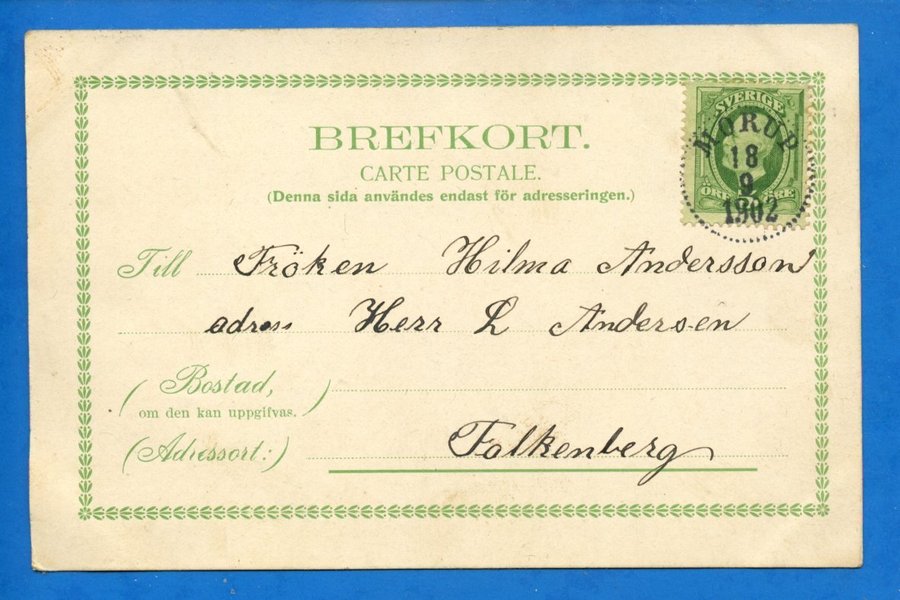 BREFKORT.
CARTE POSTALE.
(Denna sida användes endast för adresseringen.)
SVERIGE
MORUP
18
9
1902
Till Fröken Hilma Andersson
adress Herr L Andersen
(Bostad,
om den kan uppgifvas.)
(Adressort:) Falkenberg